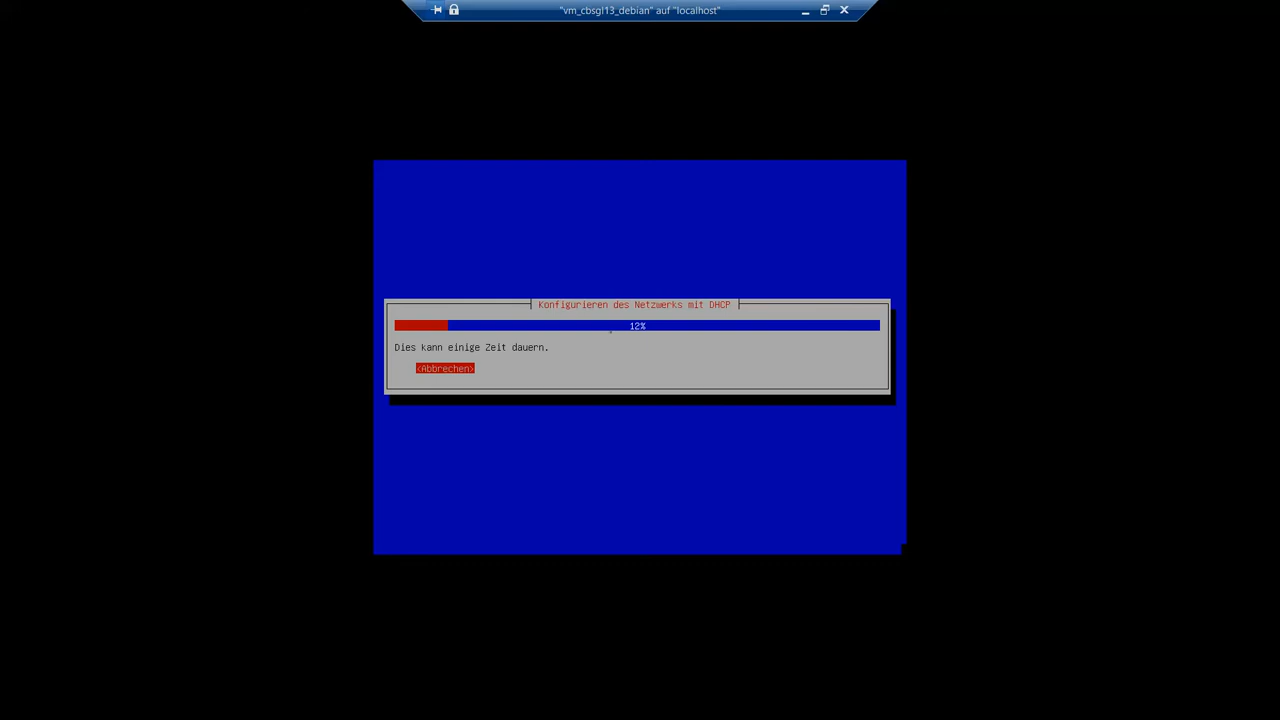 "vm_cbsgl13_debian" auf "localhost"
Konfigurieren des Netzwerks mit DHCP
12%
Dies kann einige Zeit dauern.
<Abbrechen>